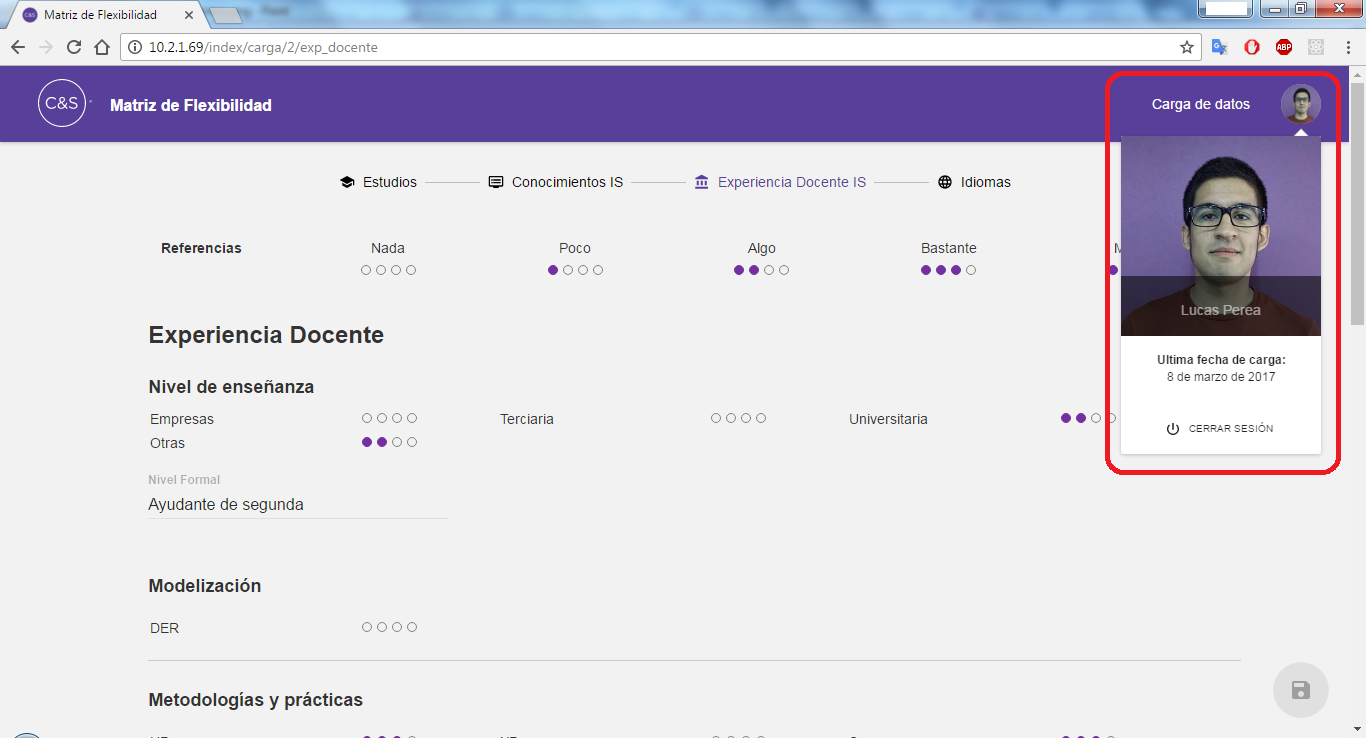 Matriz de Flexibilidad
10.2.1.69/index/carga/2/exp_docente
ABP
C&S
Matriz de Flexibilidad
Carga de datos
Estudios
Conocimientos IS
Experiencia Docente IS
Idiomas
Referencias
Nada
Poco
Algo
Bastante
Lucas Perea
Ultima fecha de carga:
8 de marzo de 2017
CERRAR SESIÓN
Experiencia Docente
Nivel de enseñanza
Empresas
Terciaria
Universitaria
Otras
Nivel Formal
Ayudante de segunda
Modelización
DER
Metodologías y prácticas